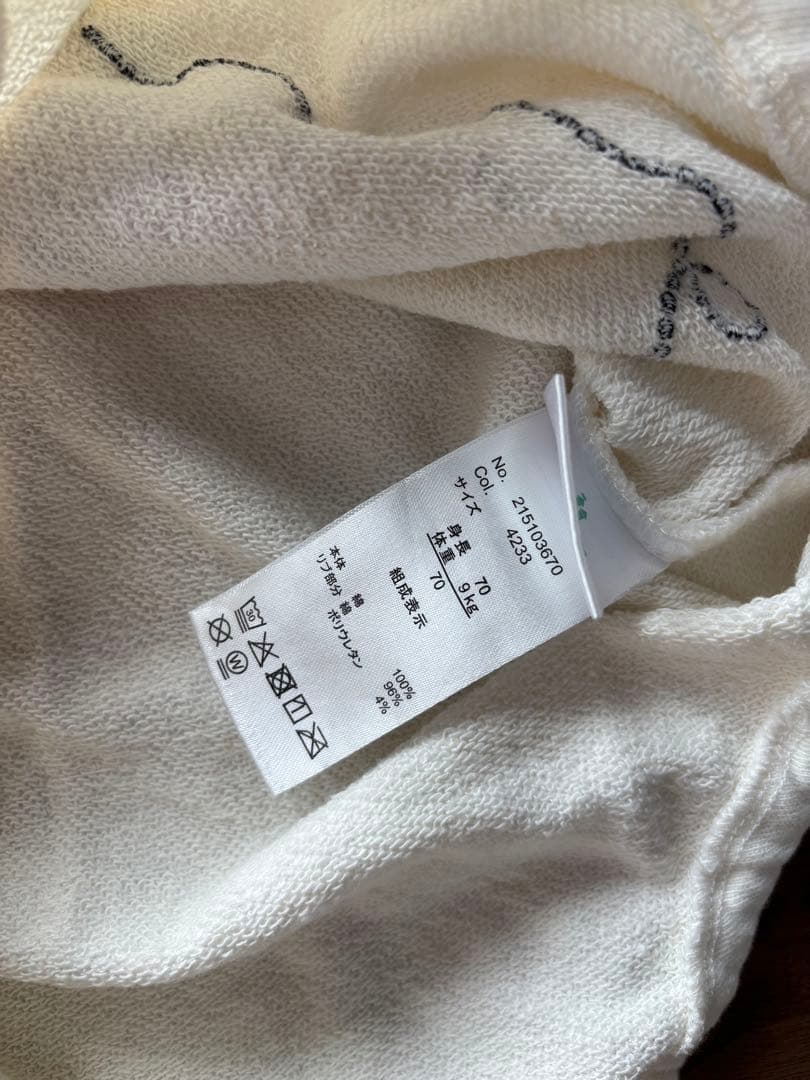 No. 215103670
Col. 4233
サイズ
身長 70
体重 9kg
70
組成表示
本体 綿 100%
リブ部分 綿 96%
ポリウレタン 4%
30
W